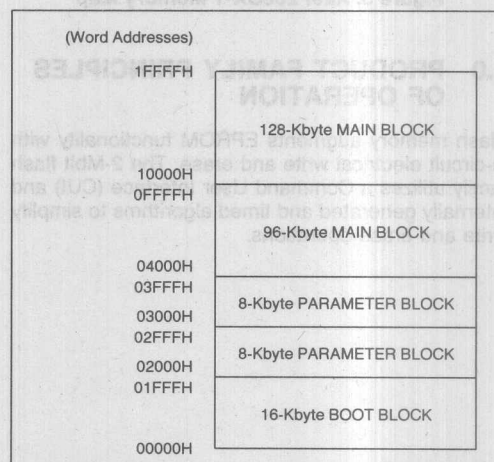 (Word Addresses)
1FFFFH
128-Kbyte MAIN BLOCK
10000H
0FFFFH
96-Kbyte MAIN BLOCK
04000H
03FFFH
8-Kbyte PARAMETER BLOCK
03000H
02FFFH
8-Kbyte PARAMETER BLOCK
02000H
01FFFH
16-Kbyte BOOT BLOCK
00000H